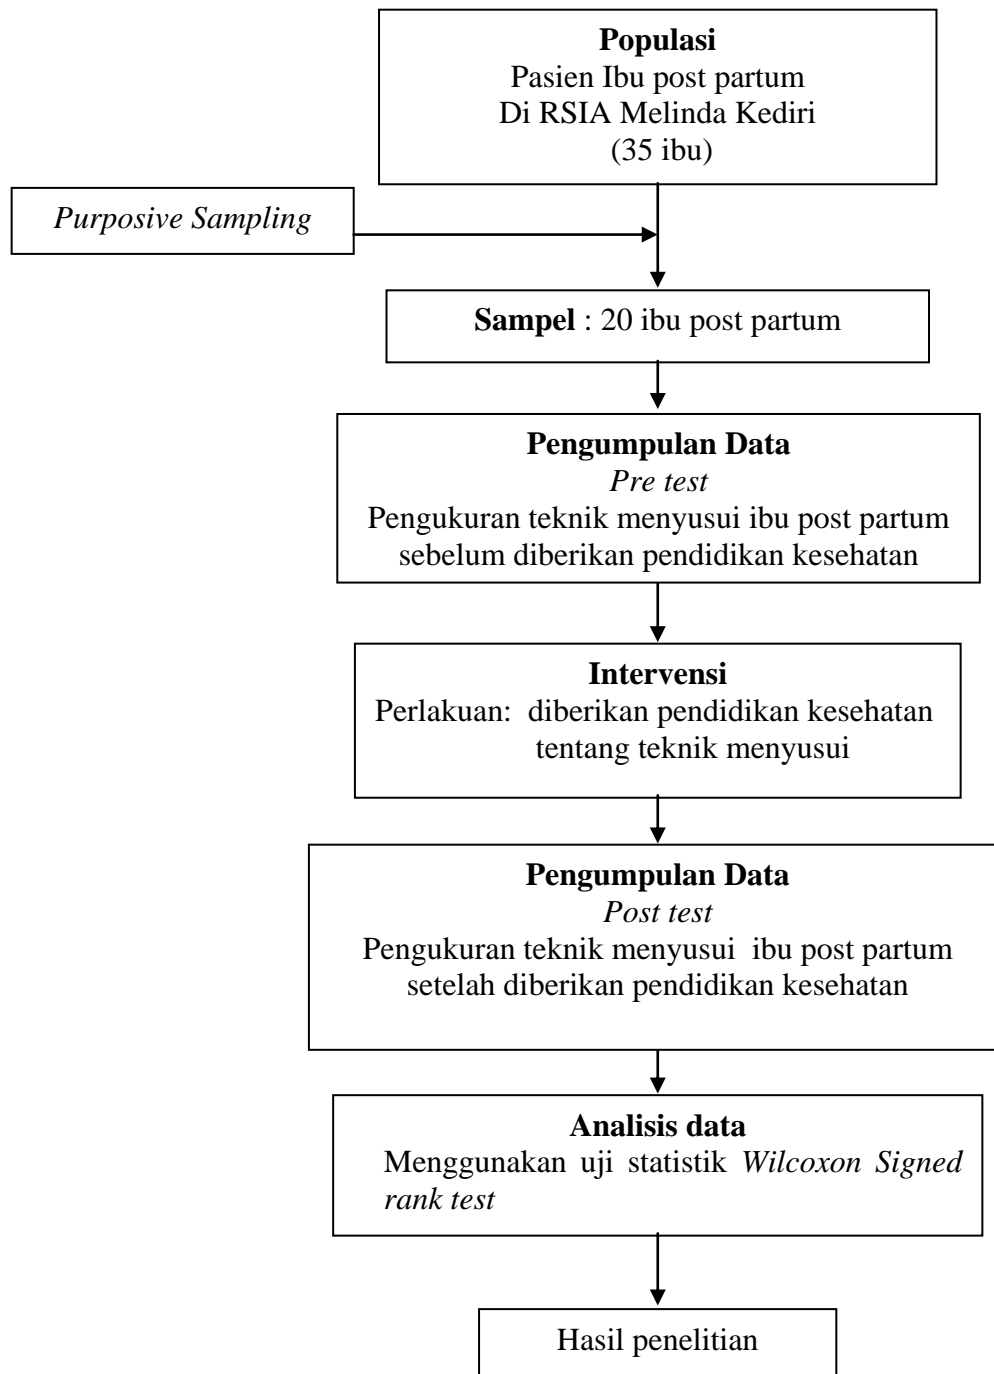 Populasi
Pasien Ibu post partum
Di RSIA Melinda Kediri
(35 ibu)
Purposive Sampling
Sampel : 20 ibu post partum
Pengumpulan Data
Pre test
Pengukuran teknik menyusui ibu post partum
sebelum diberikan pendidikan kesehatan
Intervensi
Perlakuan: diberikan pendidikan kesehatan
tentang teknik menyusui
Pengumpulan Data
Post test
Pengukuran teknik menyusui ibu post partum
setelah diberikan pendidikan kesehatan
Analisis data
Menggunakan uji statistik Wilcoxon Signed
rank test
Hasil penelitian